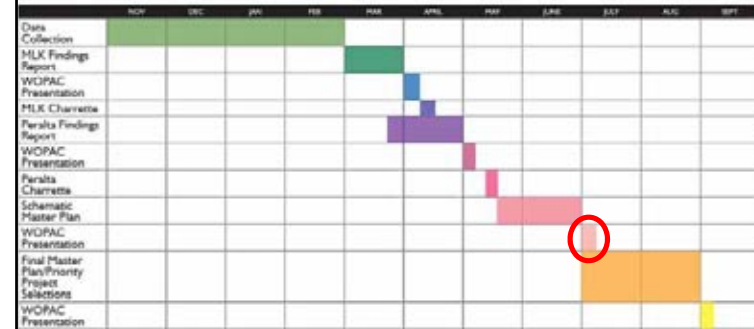 NOV DEC JAN FEB MAR APRIL MAY JUNE JULY AUG SEPT
Data
Collection
MLK Findings
Report
WOPAC
Presentation
MLK Charrette
Peralta Findings
Report
WOPAC
Presentation
Peralta
Charrette
Schematic
Master Plan
WOPAC
Presentation
Final Master
Plan/Priority
Project
Selections
WOPAC
Presentation